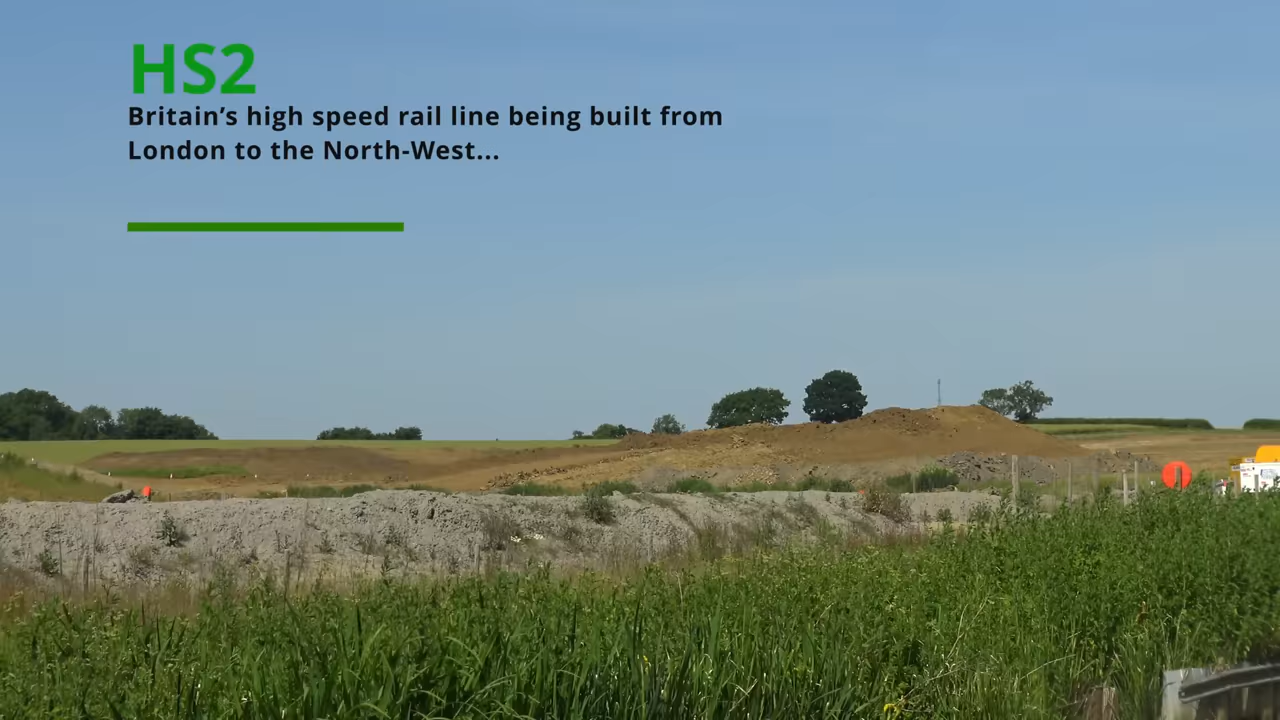 HS2
Britain’s high speed rail line being built from
London to the North-West...